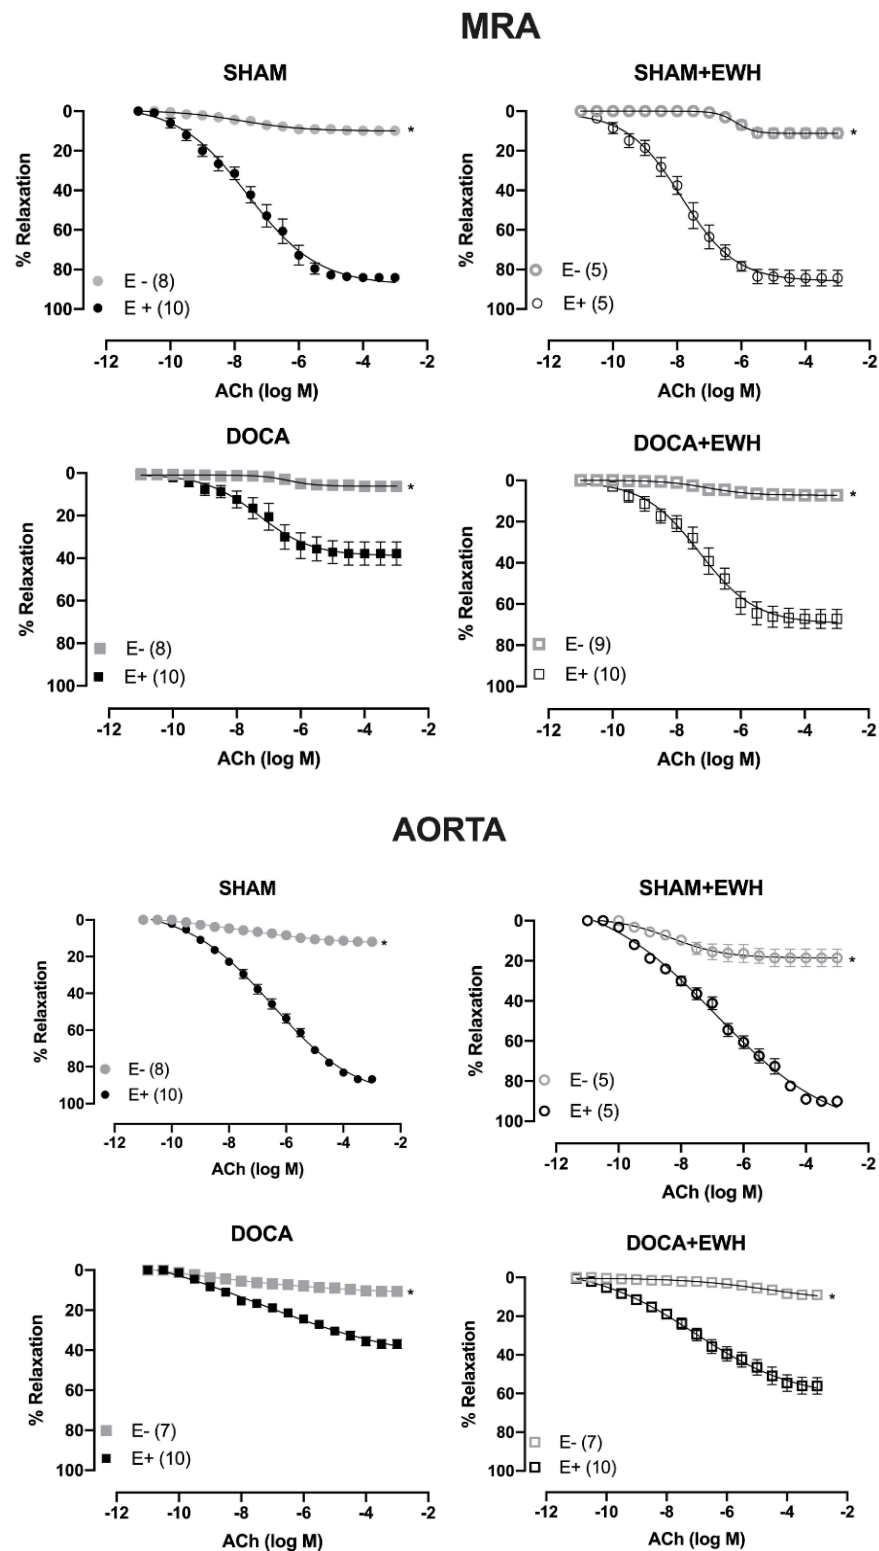 MRA
SHAM
0
20
40
60
80
100
% Relaxation
*
E - (8)
E + (10)
-12 -10 -8 -6 -4 -2
ACh (log M)
SHAM+EWH
0
20
40
60
80
100
% Relaxation
*
E- (5)
E+ (5)
-12 -10 -8 -6 -4 -2
ACh (log M)
DOCA
0
20
40
60
80
100
% Relaxation
*
E- (8)
E+ (10)
-12 -10 -8 -6 -4 -2
ACh (log M)
DOCA+EWH
0
20
40
60
80
100
% Relaxation
*
E- (9)
E+ (10)
-12 -10 -8 -6 -4 -2
ACh (log M)
AORTA
SHAM
0
20
40
60
80
100
% Relaxation
*
E- (8)
E+ (10)
-12 -10 -8 -6 -4 -2
ACh (log M)
SHAM+EWH
0
20
40
60
80
100
% Relaxation
*
E- (5)
E+ (5)
-12 -10 -8 -6 -4 -2
ACh (log M)
DOCA
0
20
40
60
80
100
% Relaxation
*
E- (7)
E+ (10)
-12 -10 -8 -6 -4 -2
ACh (log M)
DOCA+EWH
0
20
40
60
80
100
% Relaxation
*
E- (7)
E+ (10)
-12 -10 -8 -6 -4 -2
ACh (log M)